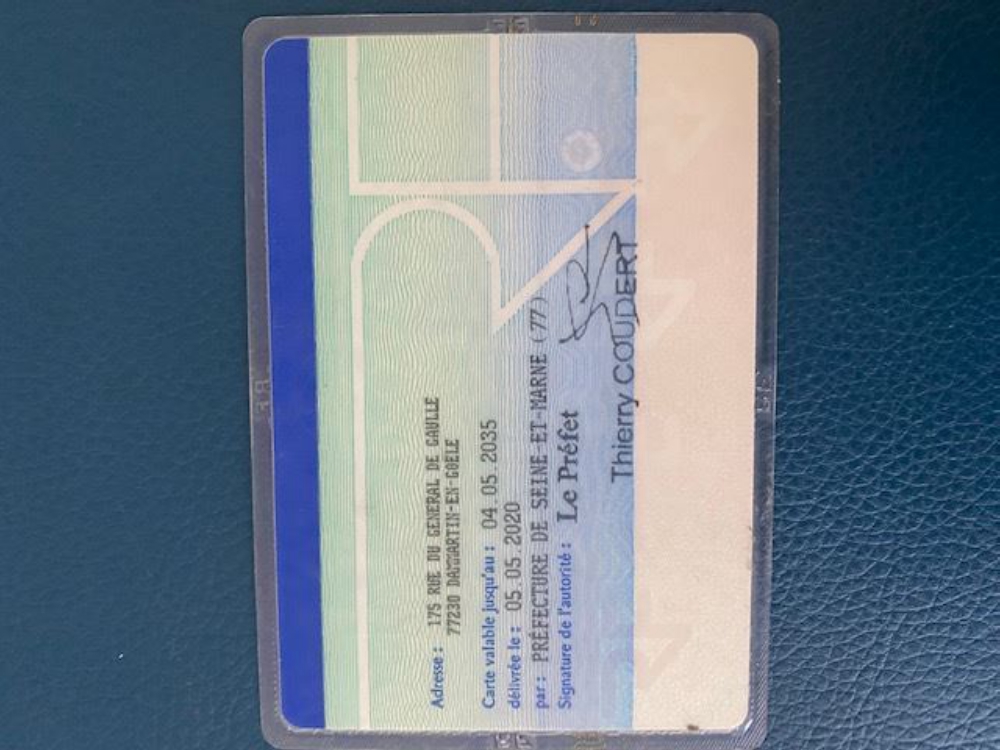 Adresse : 175 RUE DU GENERAL DE GAULLE
77230 DAMMARTIN-EN-GOELE
Carte valable jusqu'au : 04.05.2035
délivrée le : 05.05.2020
par : PRÉFECTURE DE SEINE-ET-MARNE (77)
Signature de l'autorité : Le Préfet
Thierry COUDERT